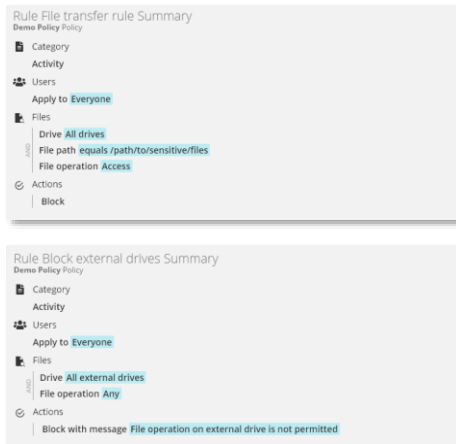 Rule File transfer rule Summary
Demo Policy Policy
Category
Activity
Users
Apply to Everyone
Files
AND
Drive All drives
File path equals /path/to/sensitive/files
File operation Access
Actions
Block
Rule Block external drives Summary
Demo Policy Policy
Category
Activity
Users
Apply to Everyone
Files
AND
Drive All external drives
File operation Any
Actions
Block with message File operation on external drive is not permitted